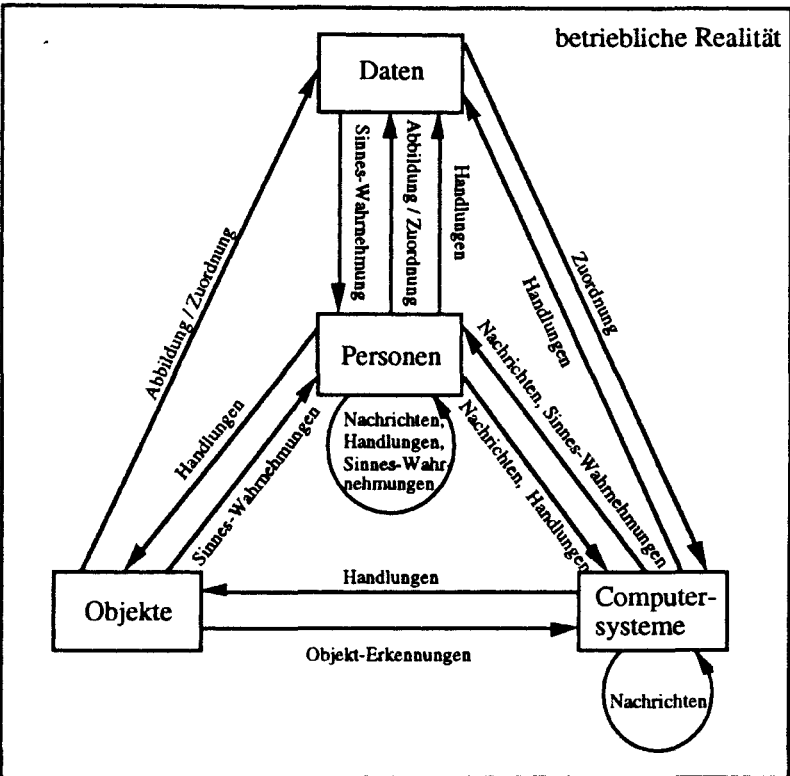 betriebliche Realität
Daten
Sinnes-Wahrnehmung
Abbildung / Zuordnung
Handlungen
Abbildung / Zuordnung
Zuordnung
Handlungen
Personen
Nachrichten, Sinnes-Wahrnehmungen
Nachrichten, Handlungen
Handlungen
Sinnes-Wahrnehmungen
Nachrichten,
Handlungen,
Sinnes-Wahr-
nehmungen
Objekte
Handlungen
Objekt-Erkennungen
Computer-
systeme
Nachrichten